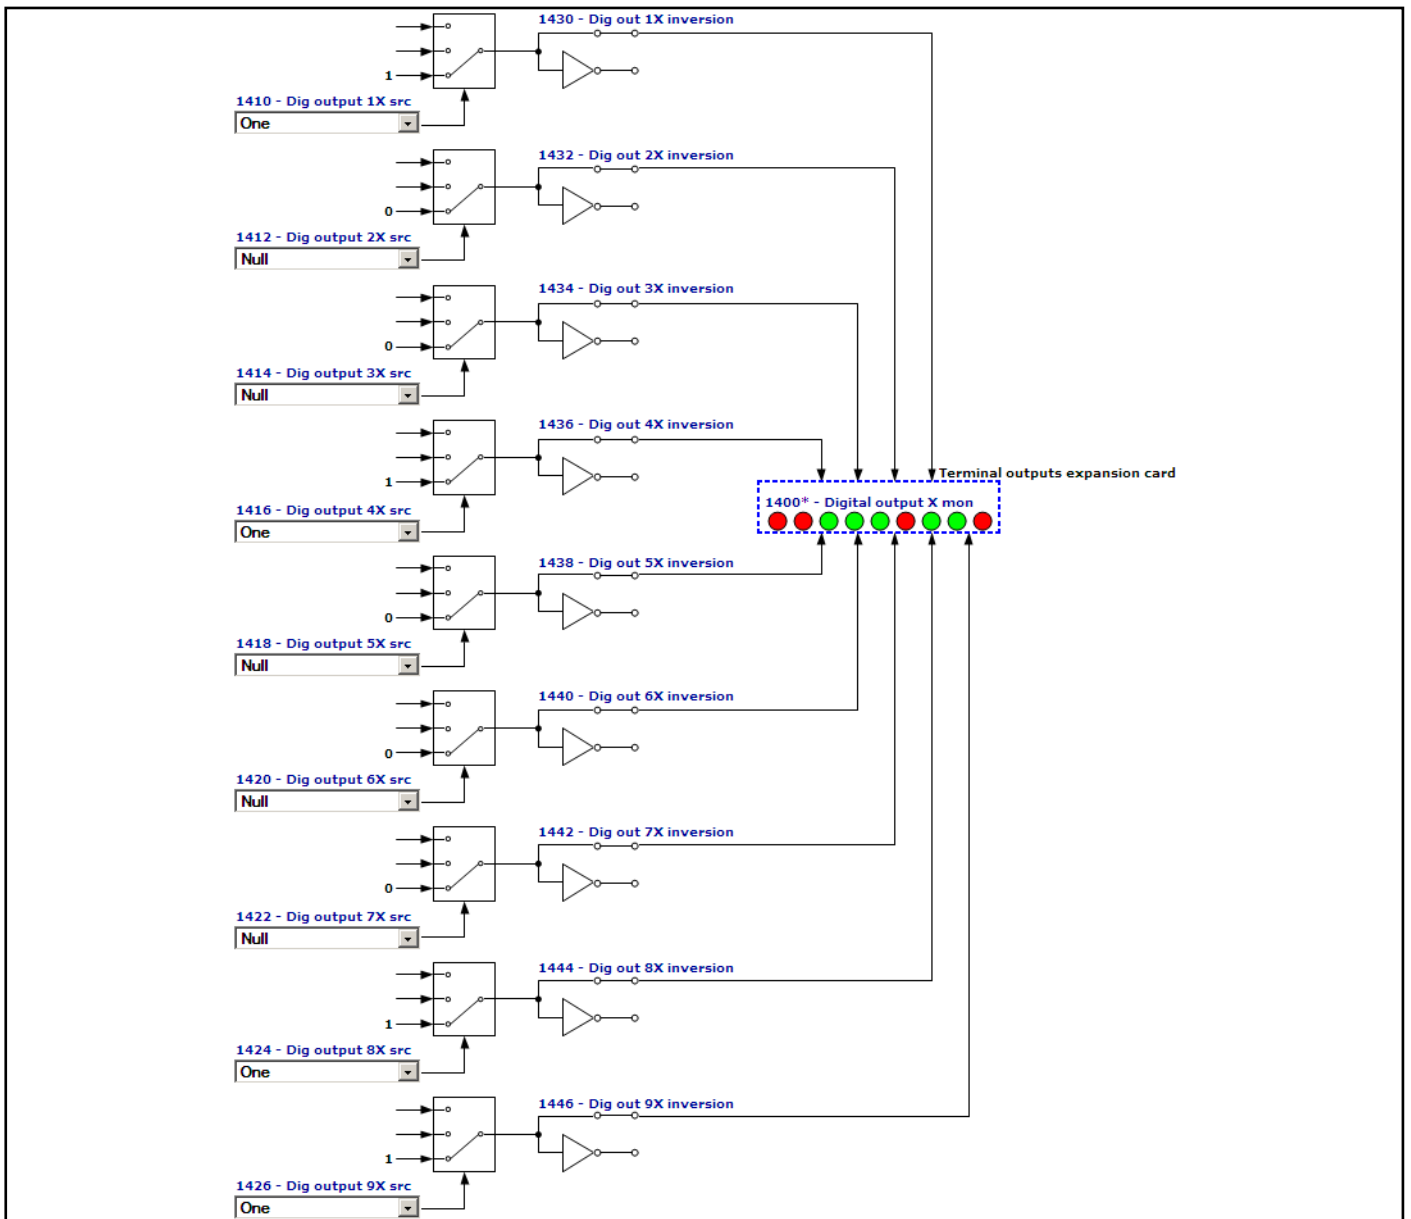 1430 - Dig out 1X inversion
1
1410 - Dig output 1X src
One
1432 - Dig out 2X inversion
0
1412 - Dig output 2X src
Null
1434 - Dig out 3X inversion
0
1414 - Dig output 3X src
Null
1436 - Dig out 4X inversion
1
1416 - Dig output 4X src
One
Terminal outputs expansion card
1400* - Digital output X mon
1438 - Dig out 5X inversion
0
1418 - Dig output 5X src
Null
1440 - Dig out 6X inversion
0
1420 - Dig output 6X src
Null
1442 - Dig out 7X inversion
0
1422 - Dig output 7X src
Null
1444 - Dig out 8X inversion
1
1424 - Dig output 8X src
One
1446 - Dig out 9X inversion
1
1426 - Dig output 9X src
One